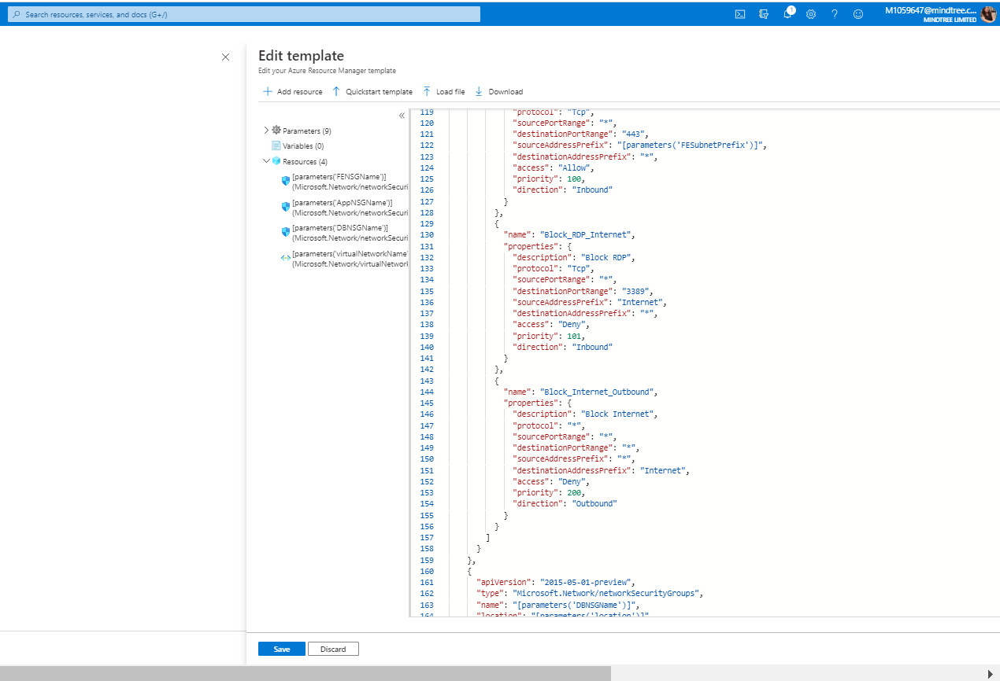 Search resources, services, and docs (G+/)
1
M1059647@mindtree.c...
MINDTREE LIMITED
Edit template
Edit your Azure Resource Manager template
Add resource
Quickstart template
Load file
Download
Parameters (9)
Variables (0)
Resources (4)
[parameters('FENSGName')]
(Microsoft.Network/networkSecuri
[parameters('AppNSGName')]
(Microsoft.Network/networkSecuri
[parameters('DBNSGName')]
(Microsoft.Network/networkSecuri
[parameters('virtualNetworkName'
(Microsoft.Network/virtualNetwork
119 "protocol": "Tcp",
120 "sourcePortRange": "*",
121 "destinationPortRange": "443",
122 "sourceAddressPrefix": "[parameters('FESubnetPrefix')]",
123 "destinationAddressPrefix": "*",
124 "access": "Allow",
125 "priority": 100,
126 "direction": "Inbound"
127 }
128 },
129 {
130 "name": "Block_RDP_Internet",
131 "properties": {
132 "description": "Block RDP",
133 "protocol": "Tcp",
134 "sourcePortRange": "*",
135 "destinationPortRange": "3389",
136 "sourceAddressPrefix": "Internet",
137 "destinationAddressPrefix": "*",
138 "access": "Deny",
139 "priority": 101,
140 "direction": "Inbound"
141 }
142 },
143 {
144 "name": "Block_Internet_Outbound",
145 "properties": {
146 "description": "Block Internet",
147 "protocol": "*",
148 "sourcePortRange": "*",
149 "destinationPortRange": "*",
150 "sourceAddressPrefix": "*",
151 "destinationAddressPrefix": "Internet",
152 "access": "Deny",
153 "priority": 200,
154 "direction": "Outbound"
155 }
156 }
157 ]
158 }
159 },
160 {
161 "apiVersion": "2015-05-01-preview",
162 "type": "Microsoft.Network/networkSecurityGroups",
163 "name": "[parameters('DBNSGName')]",
164 "location": "[parameters('location')]"
Save
Discard